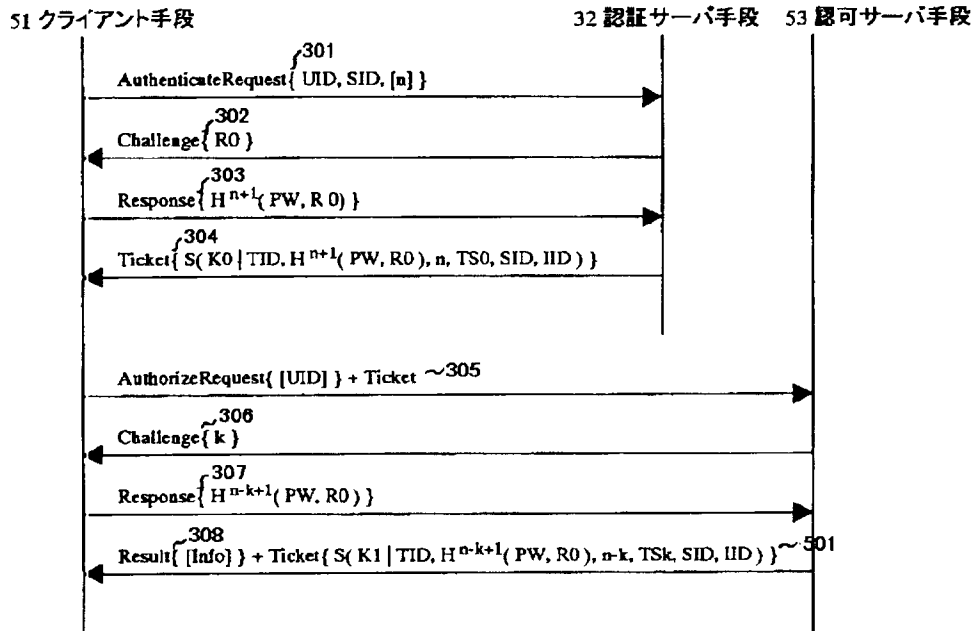 51 クライアント手段 32 認証サーバ手段 53 認可サーバ手段
301
AuthenticateRequest{ UID, SID, [n] }
302
Challenge{ R0 }
303
Response{ H^n+1( PW, R 0) }
304
Ticket{ S( K0 | TID, H^n+1( PW, R0 ), n, TS0, SID, IID ) }
AuthorizeRequest{ [UID] } + Ticket ~305
306
Challenge{ k }
307
Response{ H^n-k+1( PW, R0 ) }
308
Result{ [Info] } + Ticket{ S( K1 | TID, H^n-k+1( PW, R0 ), n-k, TSk, SID, IID ) } ~501